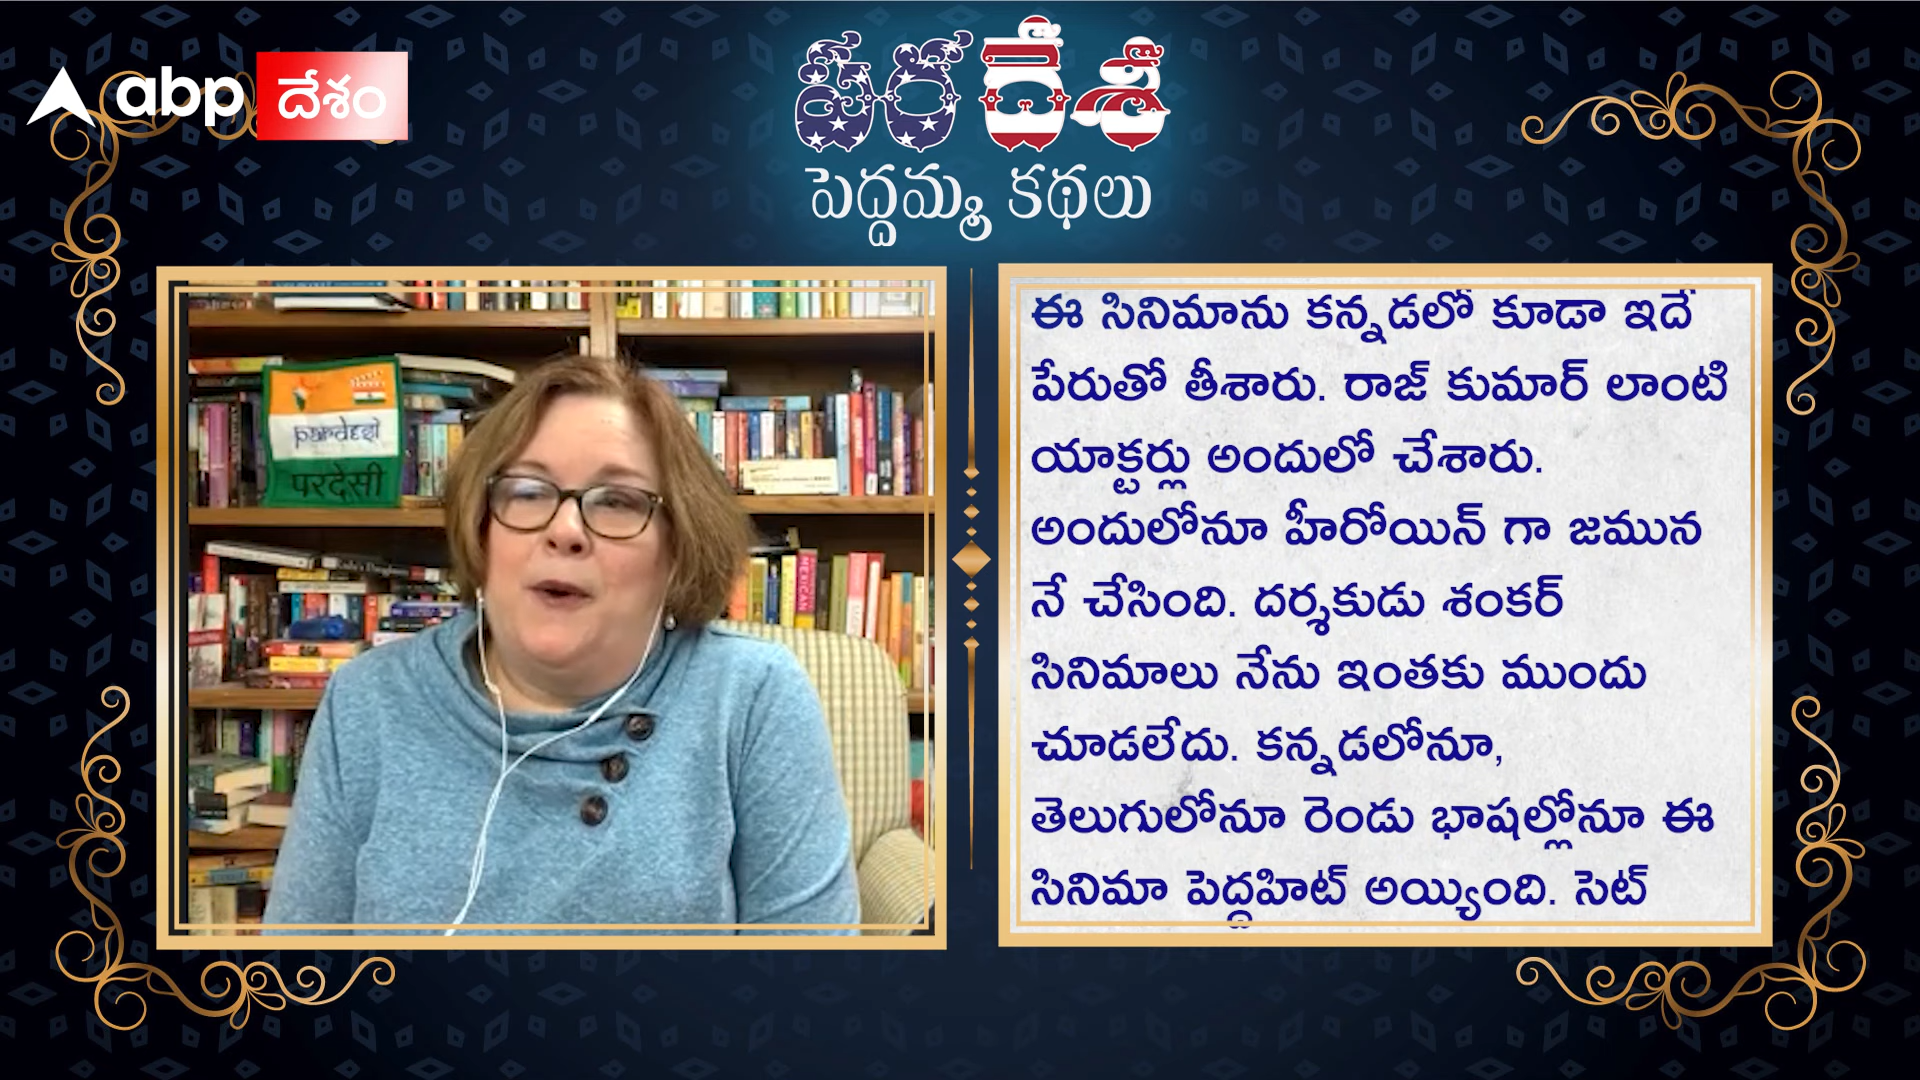 abp దేశం
పరదేశీ
పెద్దమ్మ కథలు
pardesi
परदेसी
MEXICAN
ఈ సినిమాను కన్నడలో కూడా ఇదే
పేరుతో తీశారు. రాజ్ కుమార్ లాంటి
యాక్టర్లు అందులో చేశారు.
అందులోనూ హీరోయిన్ గా జమున
నే చేసింది. దర్శకుడు శంకర్
సినిమాలు నేను ఇంతకు ముందు
చూడలేదు. కన్నడలోనూ,
తెలుగులోనూ రెండు భాషల్లోనూ ఈ
సినిమా పెద్దహిట్ అయ్యింది. సెట్